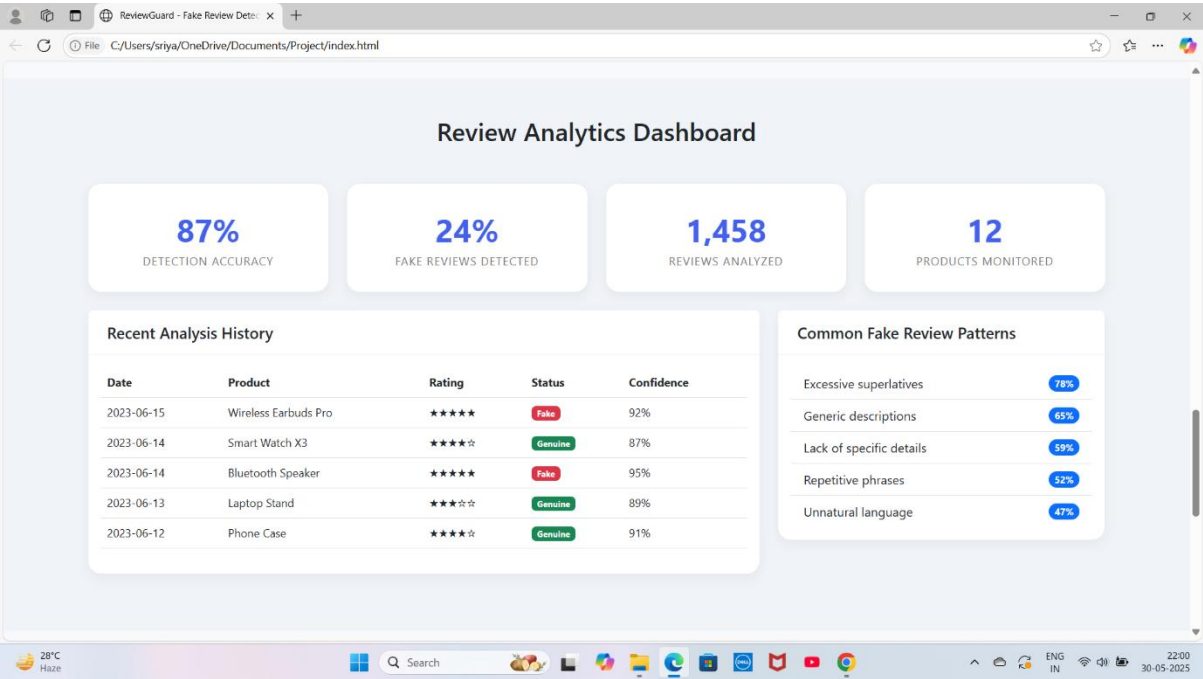 ReviewGuard - Fake Review Detec
File C:/Users/sriya/OneDrive/Documents/Project/index.html
Review Analytics Dashboard
87%
DETECTION ACCURACY
24%
FAKE REVIEWS DETECTED
1,458
REVIEWS ANALYZED
12
PRODUCTS MONITORED
Recent Analysis History
Date Product Rating Status Confidence
2023-06-15 Wireless Earbuds Pro ★★★★★ Fake 92%
2023-06-14 Smart Watch X3 ★★★★☆ Genuine 87%
2023-06-14 Bluetooth Speaker ★★★★★ Fake 95%
2023-06-13 Laptop Stand ★★★☆☆ Genuine 89%
2023-06-12 Phone Case ★★★★☆ Genuine 91%
Common Fake Review Patterns
Excessive superlatives 78%
Generic descriptions 65%
Lack of specific details 59%
Repetitive phrases 52%
Unnatural language 47%
28°C
Haze
Search
DELL
ENG
IN
22:00
30-05-2025